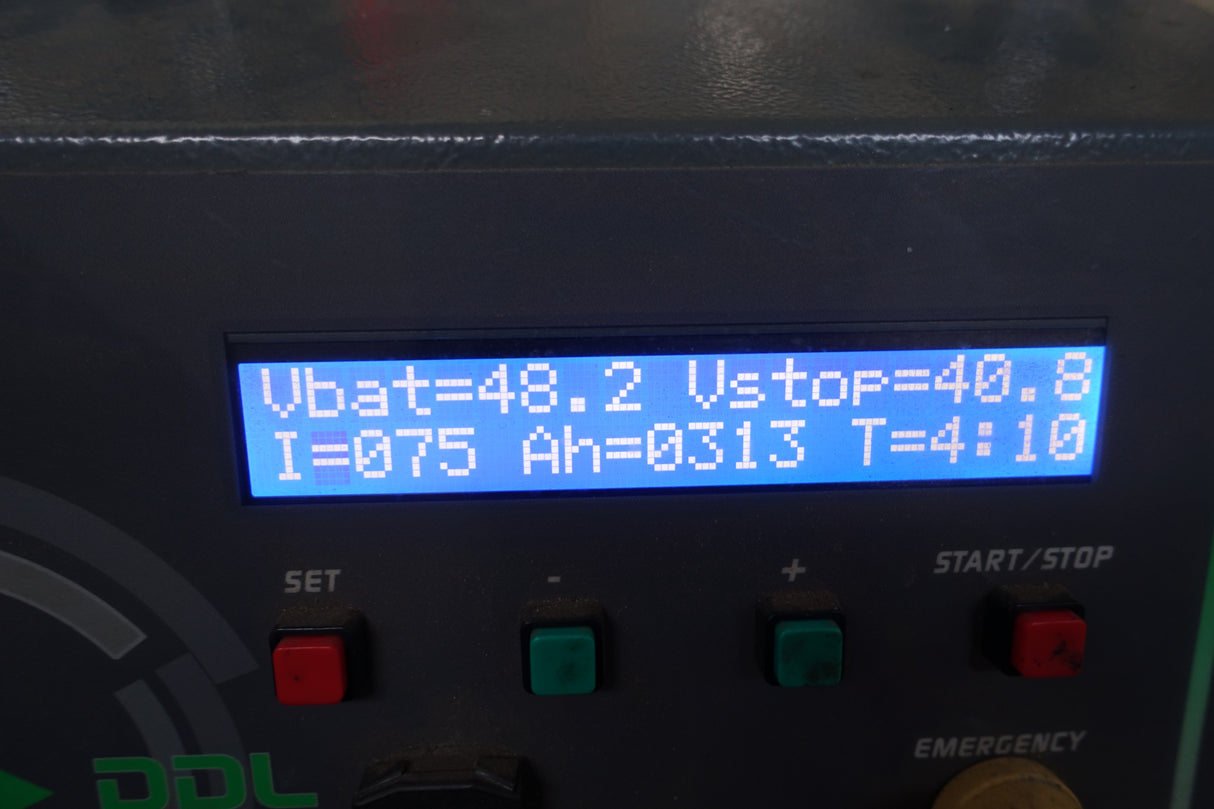 Vbat=48.2 Vstop=40.8
I=075 Ah=0313 T=4:10
SET - + START/STOP
EMERGENCY
DDL